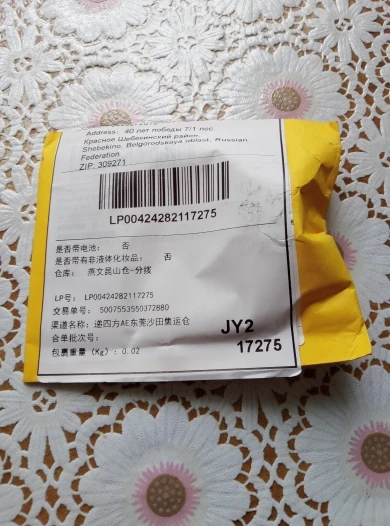 Address: 40 лет победы 7/1 пос
Красное Шебекинский район,
Shebekino, Belgorodskaya oblast, Russian
Federation
ZIP: 309271
LP00424282117275
是否带电池： 否
是否带有非液体化妆品： 否
仓库： 燕文昆山仓-分拣
LP号： LP00424282117275
交易单号： 5007553550372880
渠道名称：递四方AE东莞沙田集运仓
合单批次号：
JY2
17275
包裹重量（Kg）：0.02